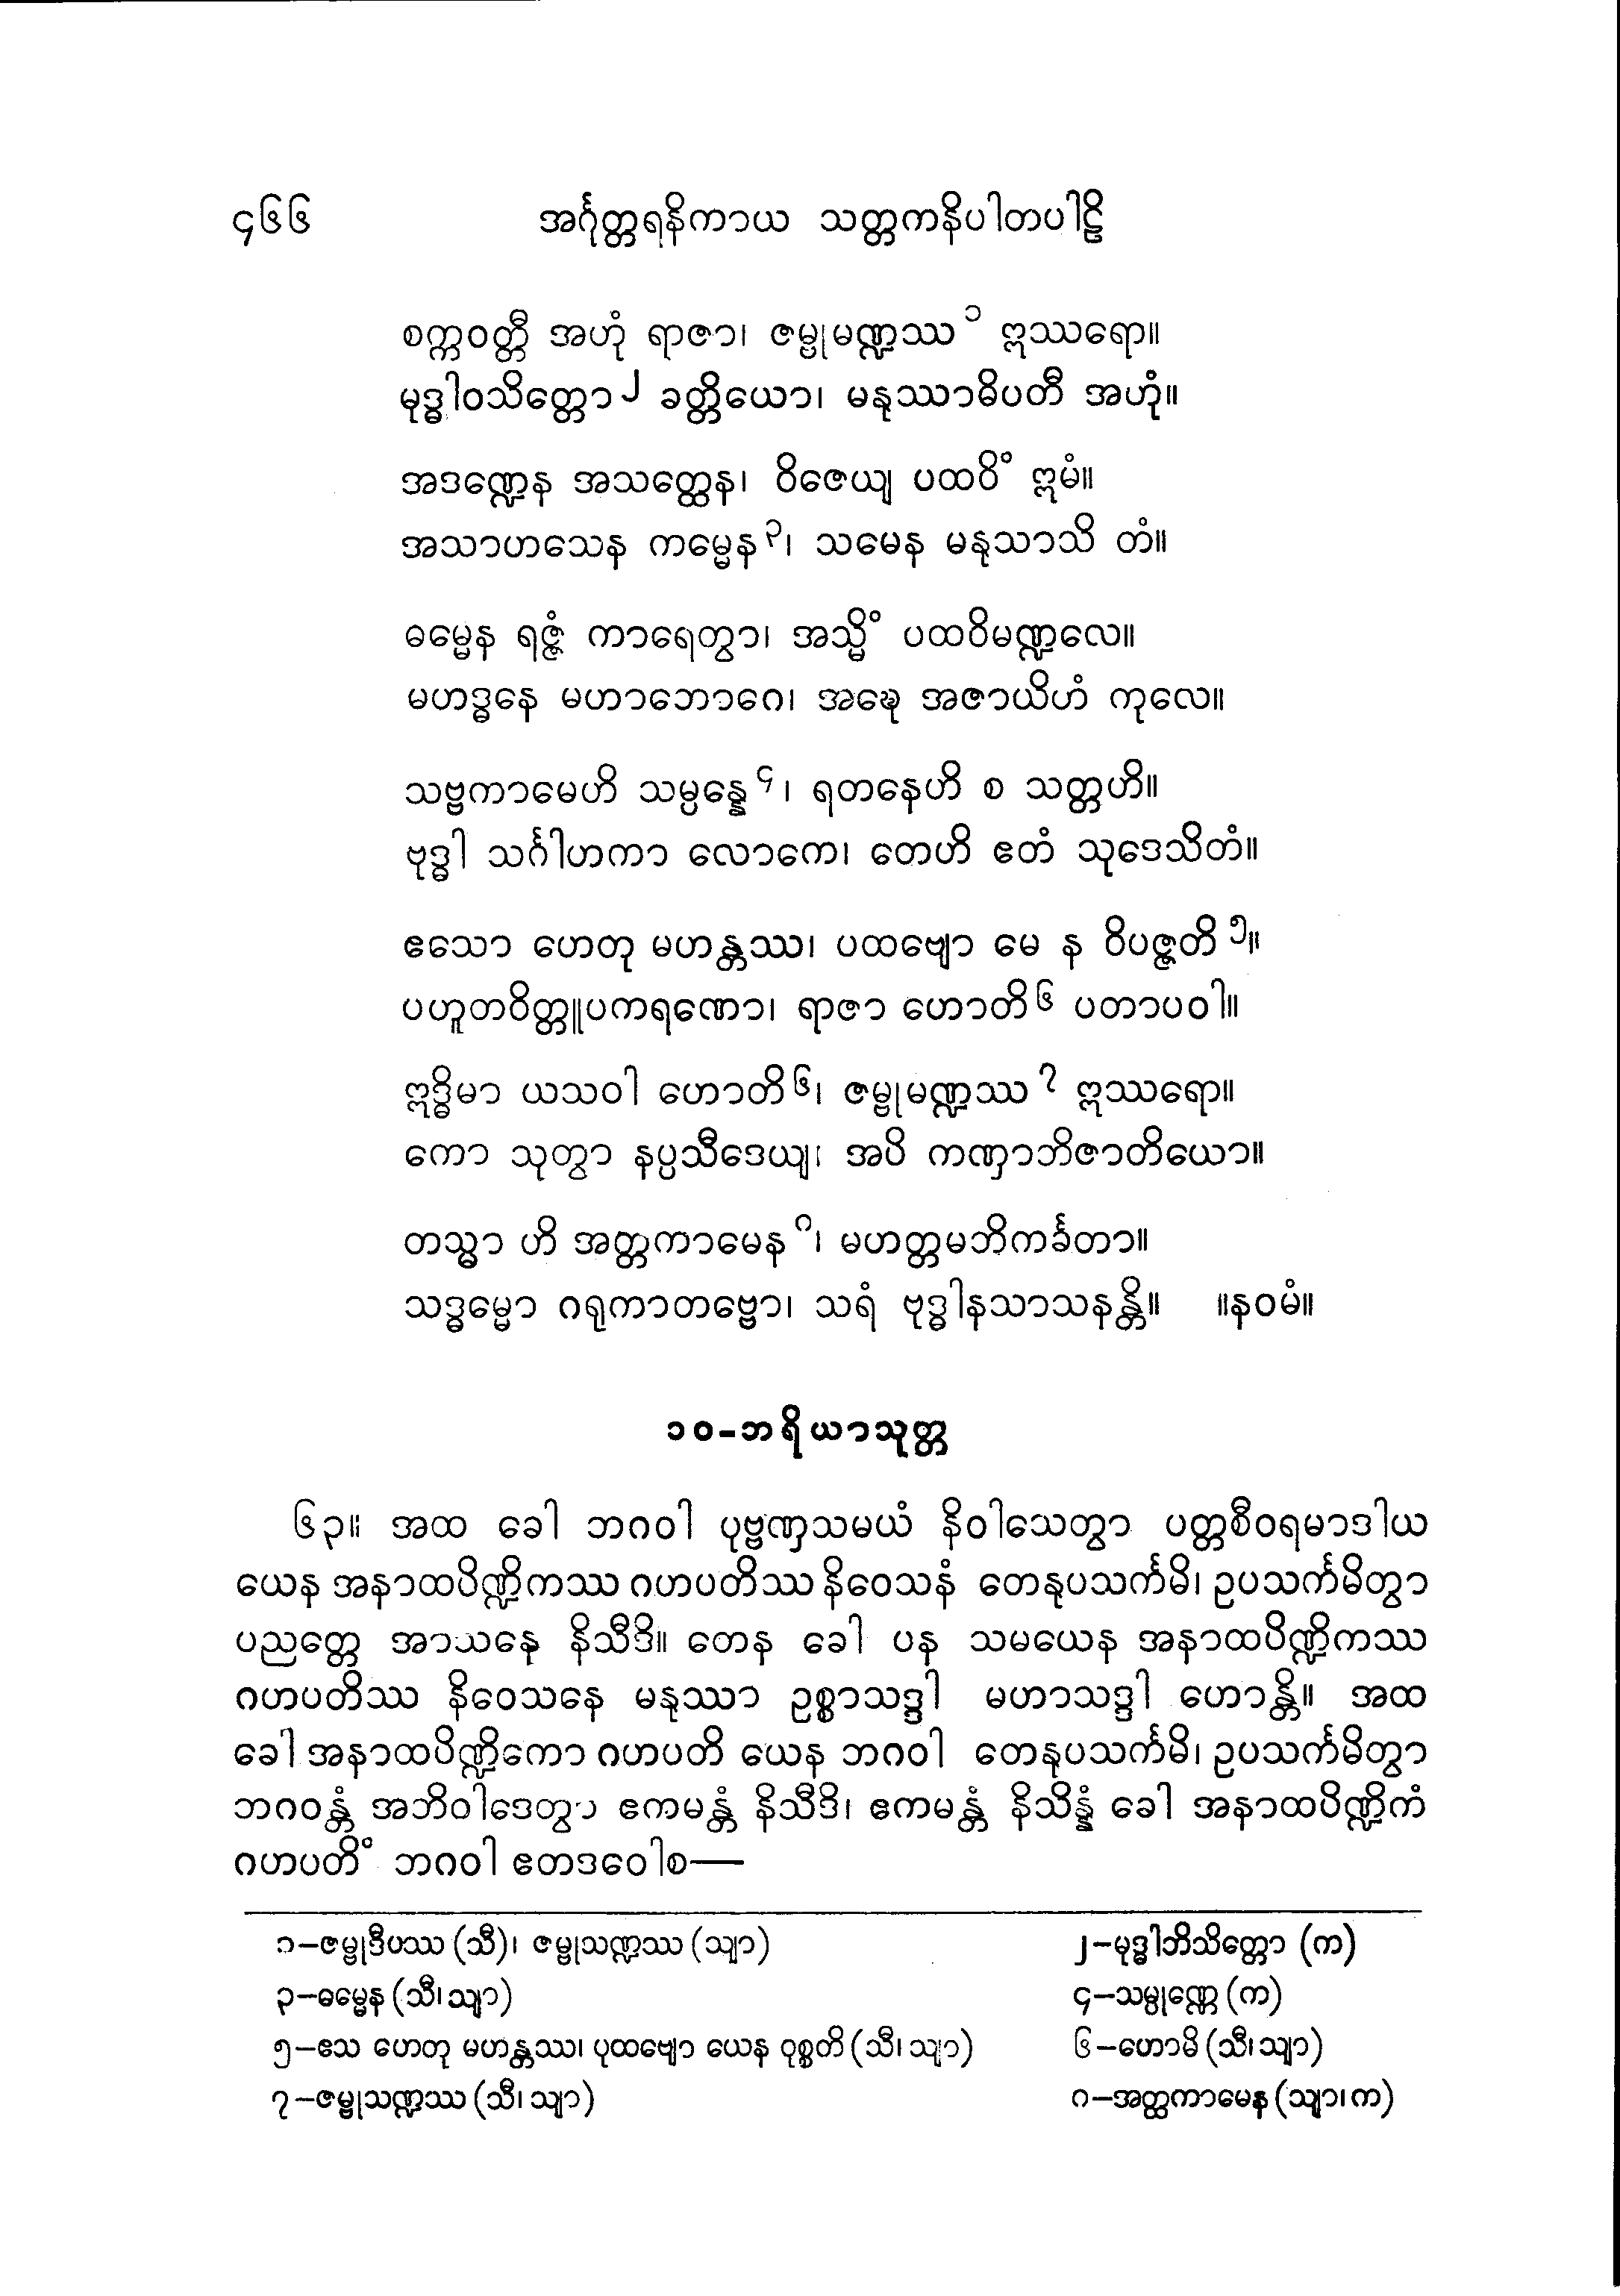 ၄၆၆ အင်္ဂုတ္တရနိကာယ သတ္တကနိပါတပါဠိ
စက္ကဝတ္တီ အဟုံ ရာဇာ၊ ဇမ္ဗုမဏ္ဍဿ ၁ ဣဿရော။
မုဒ္ဓါဝသိတ္တော ၂ ခတ္တိယော၊ မနုဿာဓိပတီ အဟုံ။
အဒဏ္ဍေန အသတ္ထေန၊ ဝိဇေယျ ပထဝိံ ဣမံ။
အသာဟသေန ကမ္မေန ၃၊ သမေန မနုသာသိ တံ။
ဓမ္မေန ရဇ္ဇံ ကာရေတွာ၊ အသ္မိံ ပထဝိမဏ္ဍလေ။
မဟဒ္ဓနေ မဟာဘောဂေ၊ အဍ္ဎေ အဇာယိဟံ ကုလေ။
သဗ္ဗကာမေဟိ သမ္ပန္နေ ၄၊ ရတနေဟိ စ သတ္တဟိ။
ဗုဒ္ဓါ သင်္ဂါဟကာ လောကေ၊ တေဟိ ဧတံ သုဒေသိတံ။
ဧသော ဟေတု မဟန္တဿ၊ ပထဗျော မေ န ဝိပဇ္ဇတိ ၅။
ပဟူတဝိတ္တူပကရဏော၊ ရာဇာ ဟောတိ ၆ ပတာပဝါ။
ဣဒ္ဓိမာ ယသဝါ ဟောတိ ၆၊ ဇမ္ဗုမဏ္ဍဿ ၇ ဣဿရော။
ကော သုတွာ နပ္ပသီဒေယျ၊ အပိ ကဏှာဘိဇာတိယော။
တသ္မာ ဟိ အတ္တကာမေန ၈၊ မဟတ္တမဘိကင်္ခတာ။
သဒ္ဓမ္မော ဂရုကာတဗ္ဗော၊ သရံ ဗုဒ္ဓါနသာသနန္တိ။ ။နဝမံ။
၁၀-ဘရိယာသုတ္တ
၆၃။ အထ ခေါ ဘဂဝါ ပုဗ္ဗဏှသမယံ နိဝါသေတွာ ပတ္တစီဝရမာဒါယ
ယေန အနာထပိဏ္ဍိကဿ ဂဟပတိဿ နိဝေသနံ တေနုပသင်္ကမိ၊ ဥပသင်္ကမိတွာ
ပညတ္တေ အာသနေ နိသီဒိ။ တေန ခေါ ပန သမယေန အနာထပိဏ္ဍိကဿ
ဂဟပတိဿ နိဝေသနေ မနုဿာ ဥစ္စာသဒ္ဒါ မဟာသဒ္ဒါ ဟောန္တိ။ အထ
ခေါ အနာထပိဏ္ဍိကော ဂဟပတိ ယေန ဘဂဝါ တေနုပသင်္ကမိ၊ ဥပသင်္ကမိတွာ
ဘဂဝန္တံ အဘိဝါဒေတွာ ဧကမန္တံ နိသီဒိ၊ ဧကမန္တံ နိသိန္နံ ခေါ အနာထပိဏ္ဍိကံ
ဂဟပတိံ ဘဂဝါ ဧတဒဝေါစ—
၁–ဇမ္ဗုဒီပဿ (သီ)၊ ဇမ္ဗုသဏ္ဍဿ (သျာ) ၂–မုဒ္ဓါဘိသိတ္တော (က)
၃–ဓမ္မေန (သီ၊ သျာ) ၄–သမ္ပုဏ္ဏေ (က)
၅–ဧသ ဟေတု မဟန္တဿ၊ ပုထဗျော ယေန ဝုစ္စတိ (သီ၊ သျာ) ၆–ဟောမိ (သီ၊ သျာ)
၇–ဇမ္ဗုသဏ္ဍဿ (သီ၊ သျာ) ၈–အတ္ထကာမေန (သျာ၊ က)